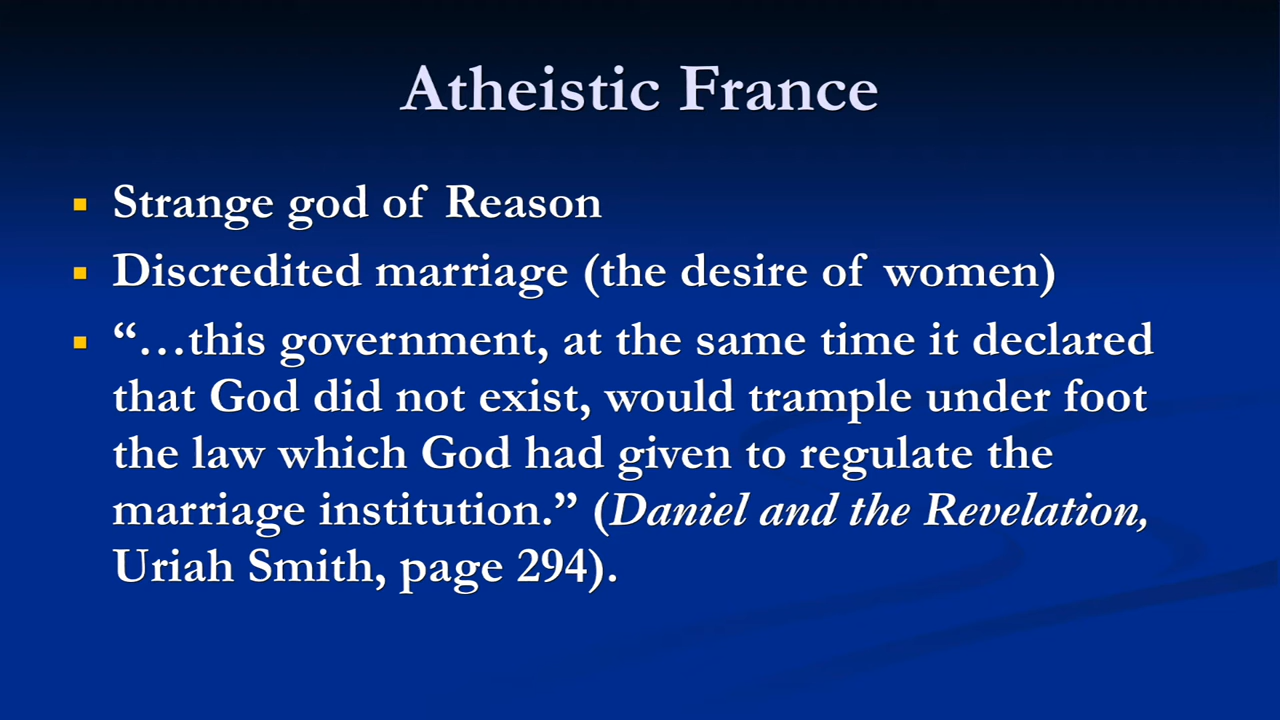 Atheistic France
▪ Strange god of Reason
▪ Discredited marriage (the desire of women)
▪ “…this government, at the same time it declared
that God did not exist, would trample under foot
the law which God had given to regulate the
marriage institution.” (Daniel and the Revelation,
Uriah Smith, page 294).